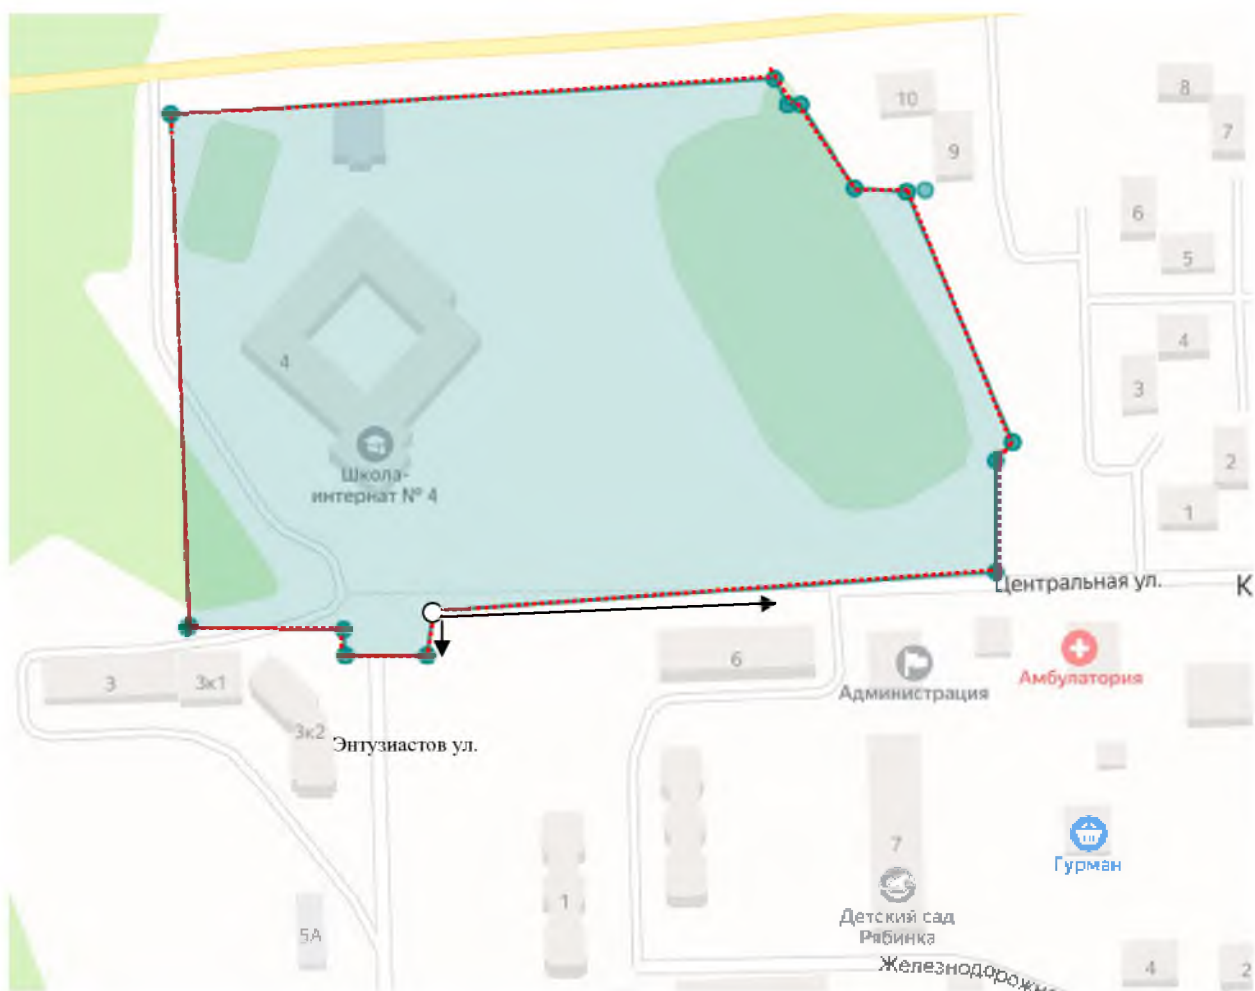 10
8
7
9
6
5
4
3
4
Школа-
интернат № 4
2
1
Центральная ул.
К
6
Администрация
Амбулатория
3
3к1
3к2
Энтузиастов ул.
7
Гурман
1
5А
Детский сад
Рябинка
Железнодорожн
4
2